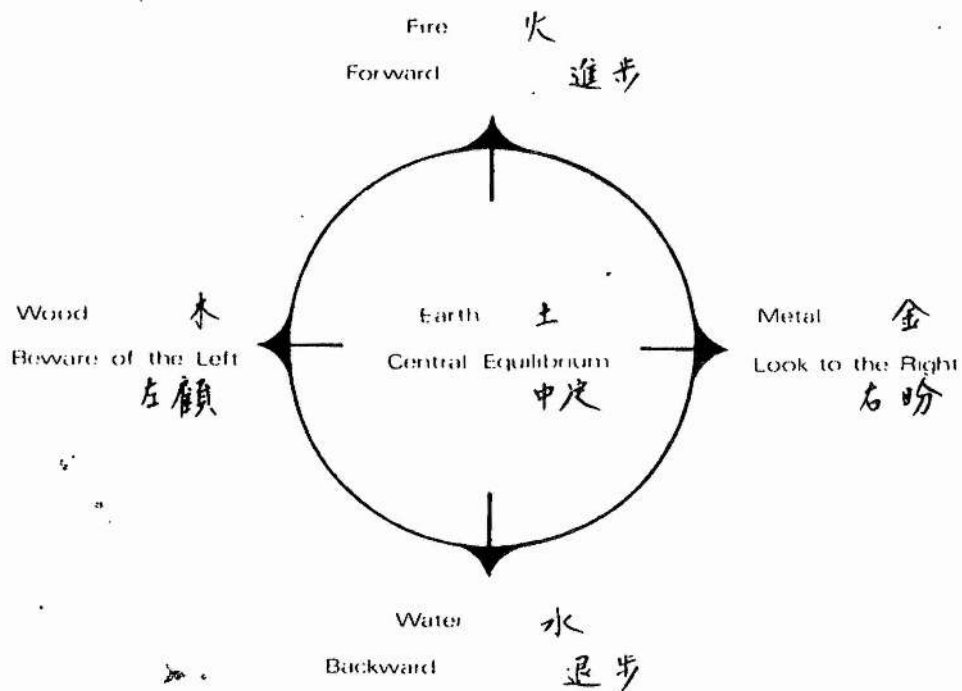 Fire 火
Forward 進步
Wood 木
Beware of the Left
左顧
Earth 土
Central Equilibrium
中定
Metal 金
Look to the Right
右盼
Water 水
Backward 退步